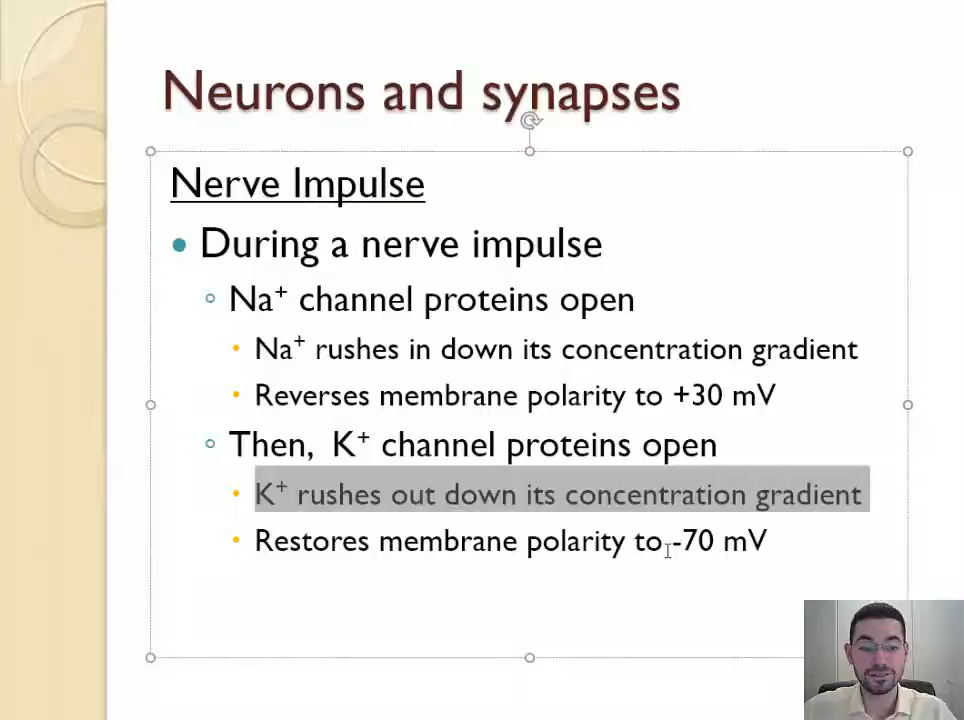 Neurons and synapses
Nerve Impulse
• During a nerve impulse
◦ Na⁺ channel proteins open
• Na⁺ rushes in down its concentration gradient
• Reverses membrane polarity to +30 mV
◦ Then, K⁺ channel proteins open
• K⁺ rushes out down its concentration gradient
• Restores membrane polarity to -70 mV